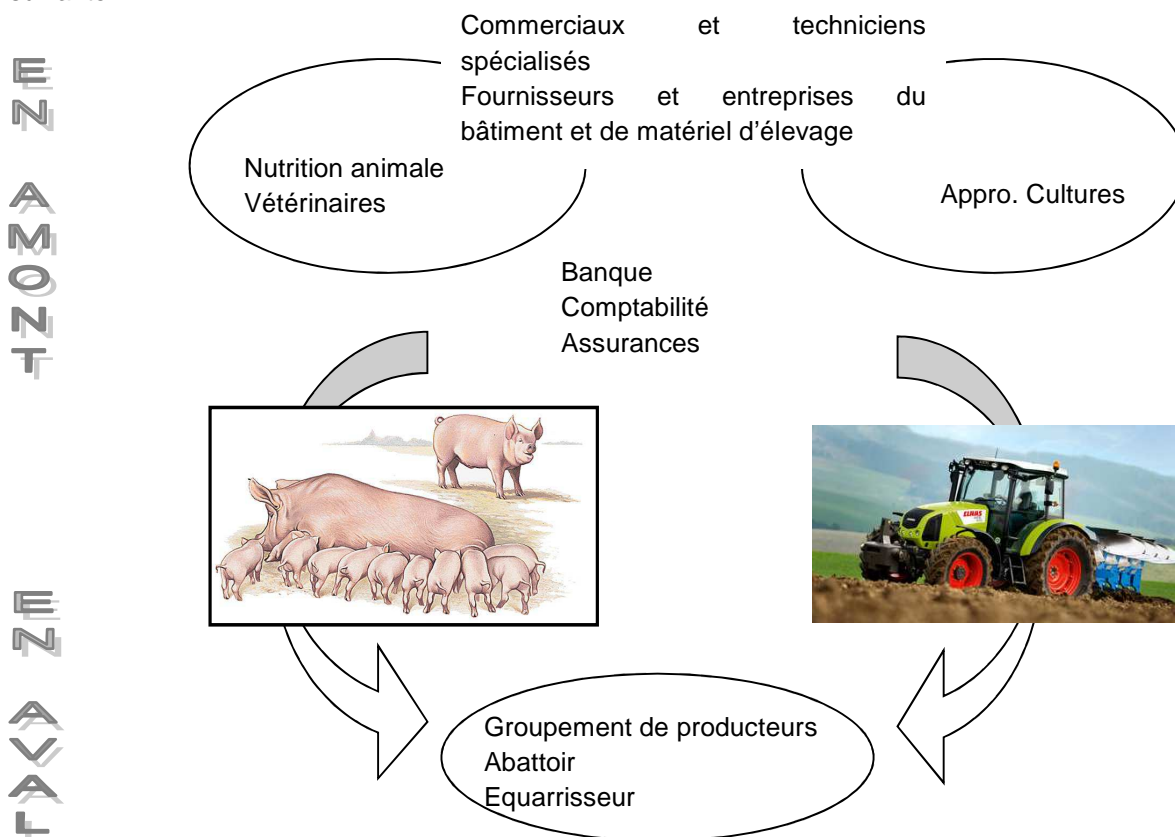 Commerciaux et techniciens
spécialisés
Fournisseurs et entreprises du
bâtiment et de matériel d'élevage
EN AMONT
Nutrition animale
Vétérinaires
Appro. Cultures
Banque
Comptabilité
Assurances
CLAAS
EN AVAL
Groupement de producteurs
Abattoir
Equarrisseur